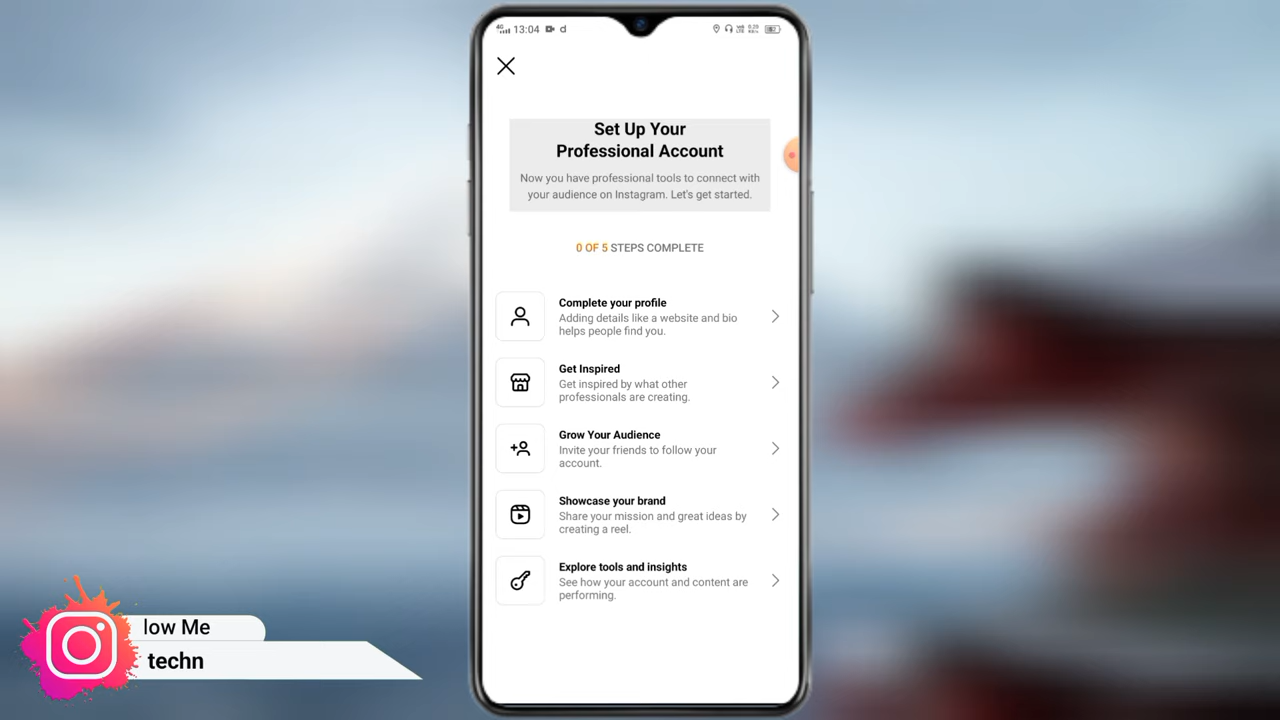 4G 13:04 d
Set Up Your
Professional Account
Now you have professional tools to connect with
your audience on Instagram. Let's get started.
0 OF 5 STEPS COMPLETE
Complete your profile
Adding details like a website and bio
helps people find you.
Get Inspired
Get inspired by what other
professionals are creating.
Grow Your Audience
Invite your friends to follow your
account.
Showcase your brand
Share your mission and great ideas by
creating a reel.
Explore tools and insights
See how your account and content are
performing.
low Me
techn